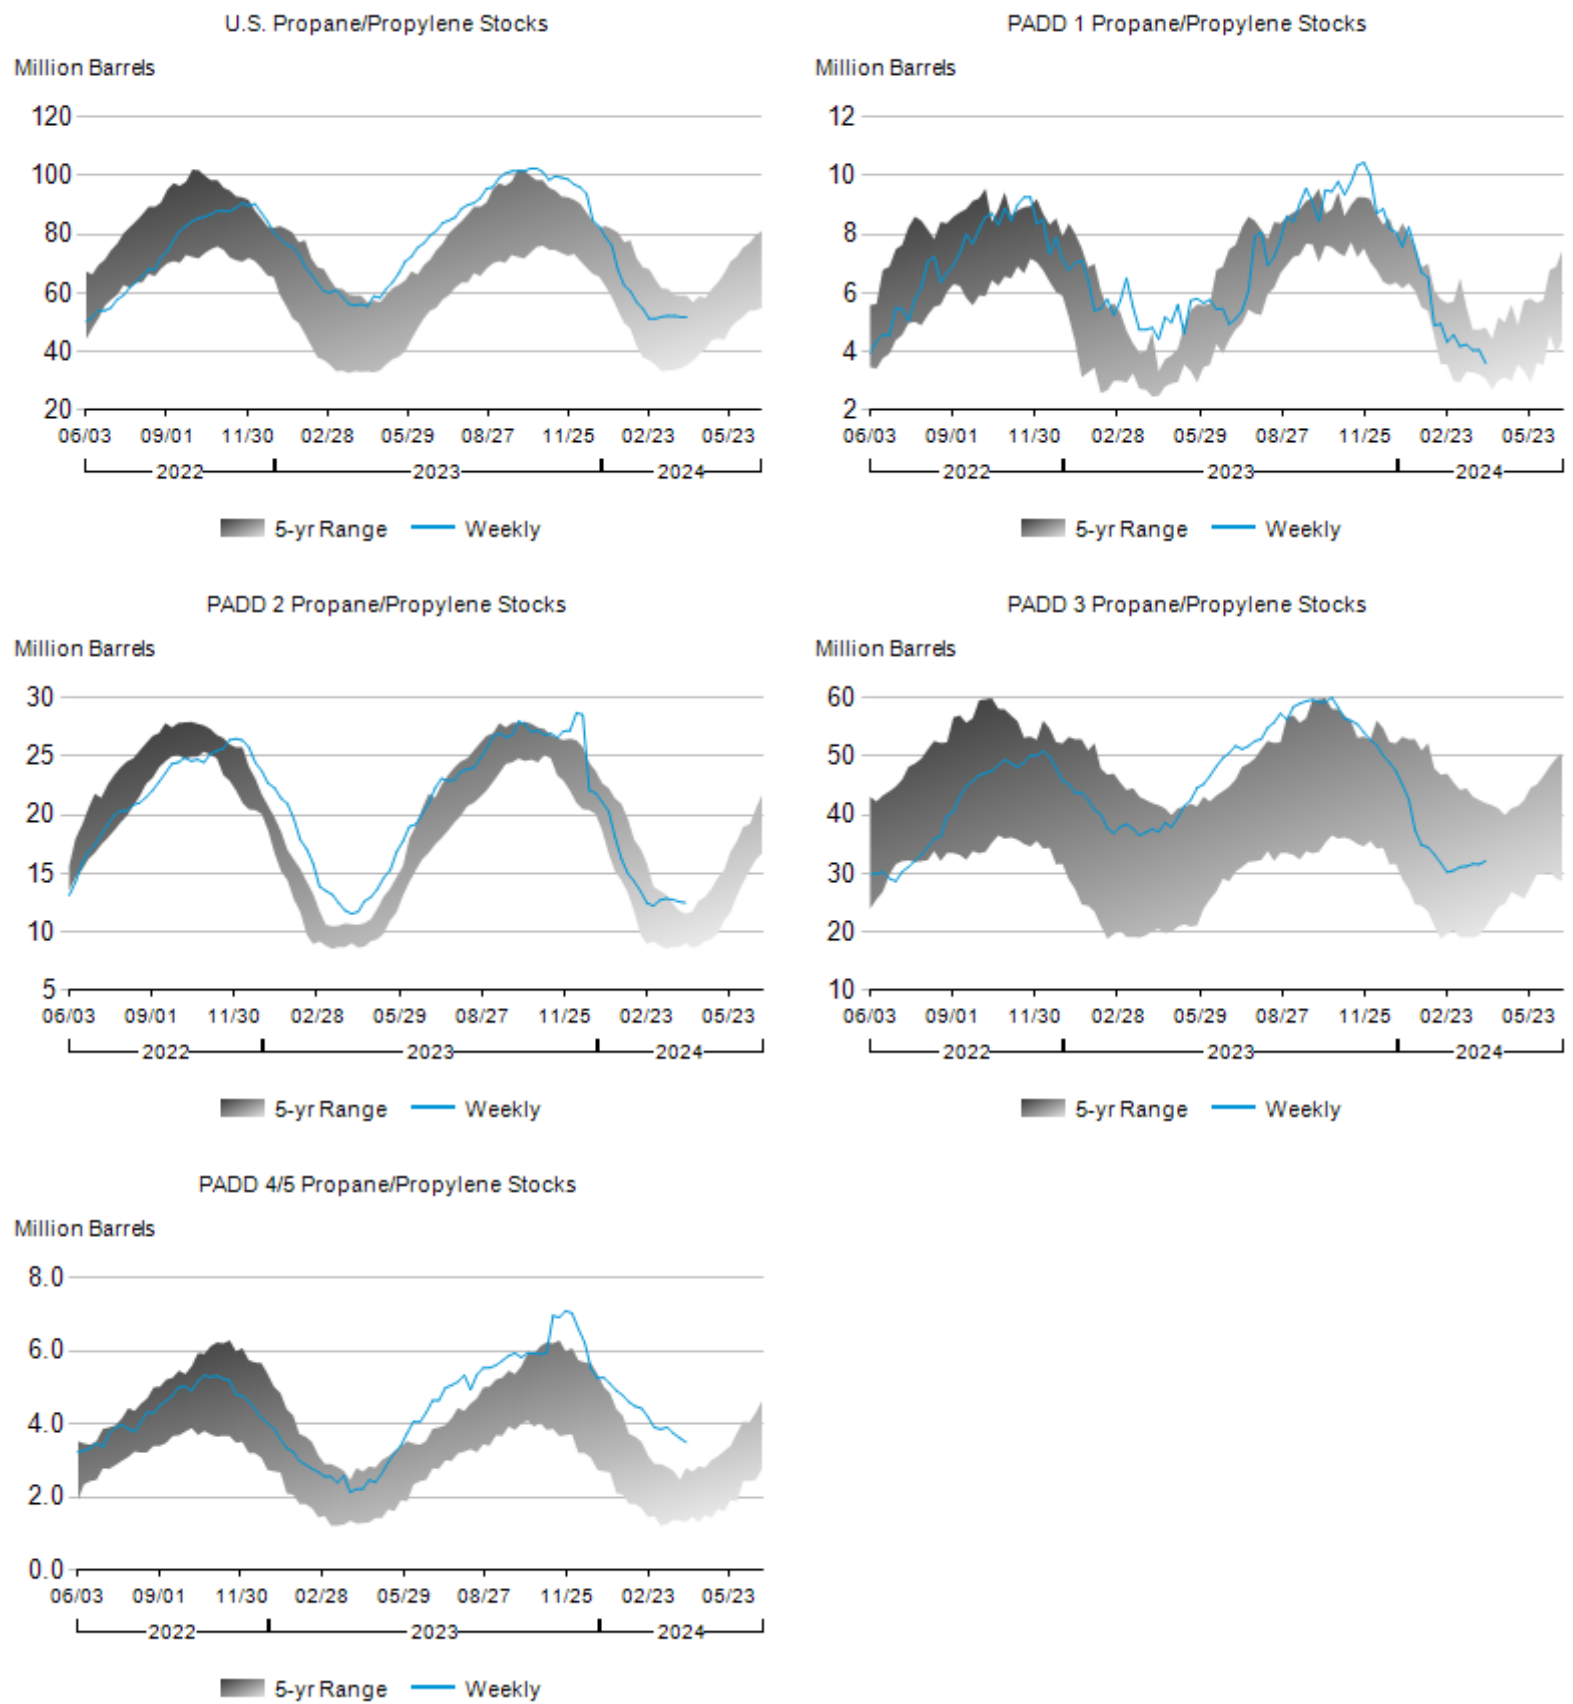 U.S. Propane/Propylene Stocks
Million Barrels
120
100
80
60
40
20
06/03 09/01 11/30 02/28 05/29 08/27 11/25 02/23 05/23
2022 2023 2024
5-yr Range Weekly
PADD 1 Propane/Propylene Stocks
Million Barrels
12
10
8
6
4
2
06/03 09/01 11/30 02/28 05/29 08/27 11/25 02/23 05/23
2022 2023 2024
5-yr Range Weekly
PADD 2 Propane/Propylene Stocks
Million Barrels
30
25
20
15
10
5
06/03 09/01 11/30 02/28 05/29 08/27 11/25 02/23 05/23
2022 2023 2024
5-yr Range Weekly
PADD 3 Propane/Propylene Stocks
Million Barrels
60
50
40
30
20
10
06/03 09/01 11/30 02/28 05/29 08/27 11/25 02/23 05/23
2022 2023 2024
5-yr Range Weekly
PADD 4/5 Propane/Propylene Stocks
Million Barrels
8.0
6.0
4.0
2.0
0.0
06/03 09/01 11/30 02/28 05/29 08/27 11/25 02/23 05/23
2022 2023 2024
5-yr Range Weekly